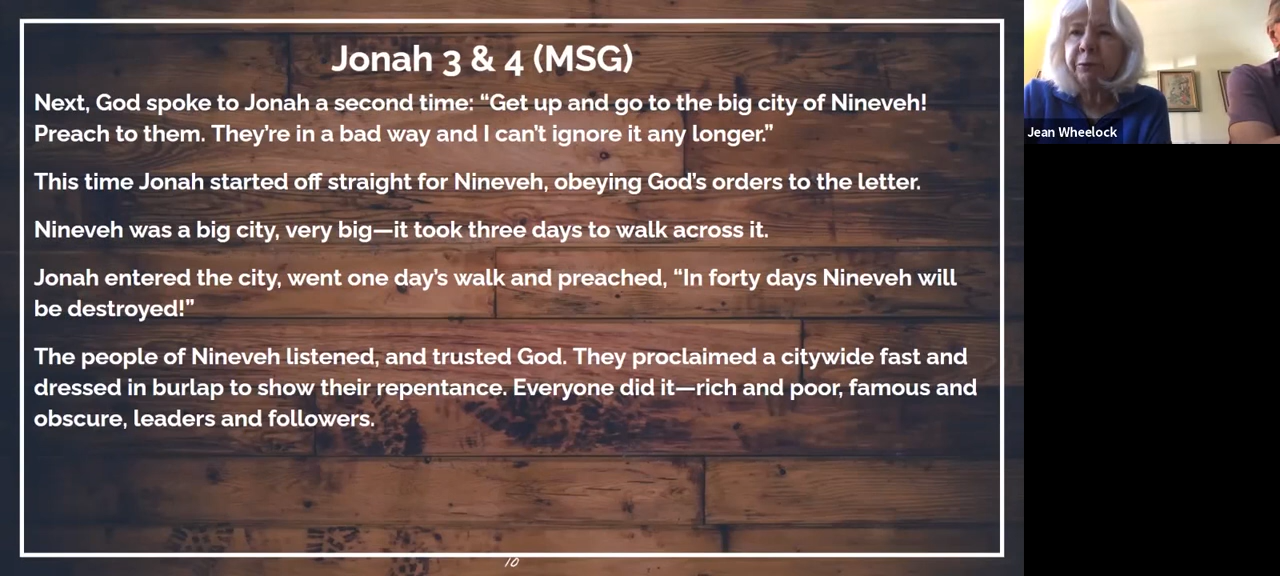 Jonah 3 & 4 (MSG)
Next, God spoke to Jonah a second time: “Get up and go to the big city of Nineveh!
Preach to them. They’re in a bad way and I can’t ignore it any longer.”
This time Jonah started off straight for Nineveh, obeying God’s orders to the letter.
Nineveh was a big city, very big—it took three days to walk across it.
Jonah entered the city, went one day’s walk and preached, “In forty days Nineveh will
be destroyed!”
The people of Nineveh listened, and trusted God. They proclaimed a citywide fast and
dressed in burlap to show their repentance. Everyone did it—rich and poor, famous and
obscure, leaders and followers.
10
Jean Wheelock